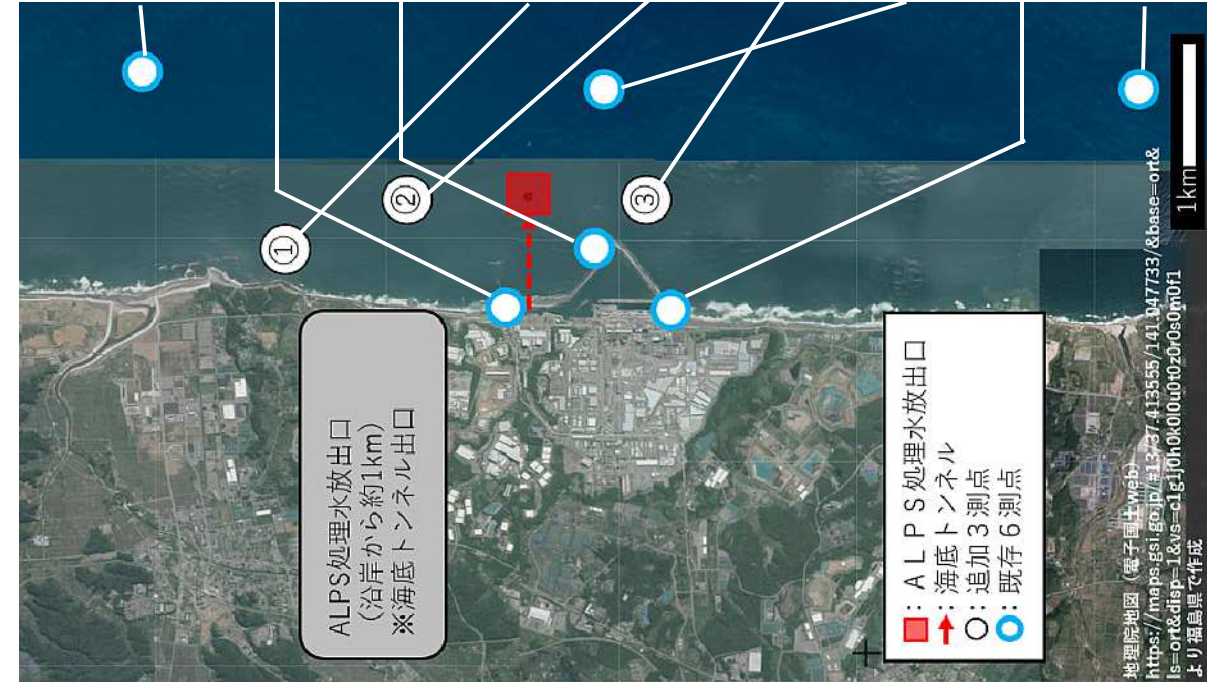 ①
②
③
ALPS処理水放出口
（沿岸から約1km）
※海底トンネル出口
：ＡＬＰＳ処理水放出口
：海底トンネル
：追加３測点
：既存６測点
1km
地理院地図（電子国土web）
https://maps.gsi.go.jp/#13/37.413555/141.047733/&base=ort&
ls=ort&disp=1&vs=c1g1j0h0k0l0u0t0z0r0s0m0f1
より福島県で作成